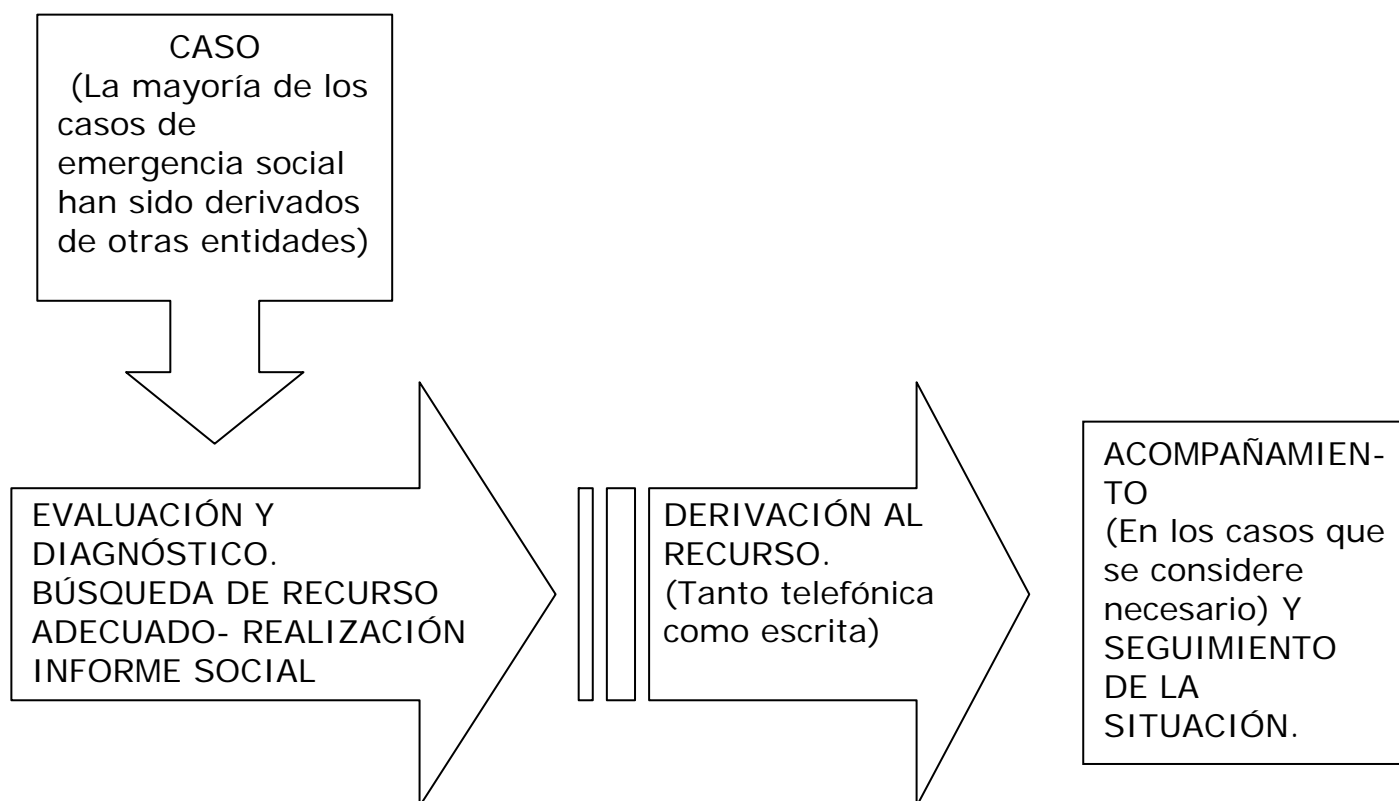 CASO
(La mayoría de los
casos de
emergencia social
han sido derivados
de otras entidades)
EVALUACIÓN Y
DIAGNÓSTICO.
BÚSQUEDA DE RECURSO
ADECUADO- REALIZACIÓN
INFORME SOCIAL
DERIVACIÓN AL
RECURSO.
(Tanto telefónica
como escrita)
ACOMPAÑAMIEN-
TO
(En los casos que
se considere
necesario) Y
SEGUIMIENTO
DE LA
SITUACIÓN.